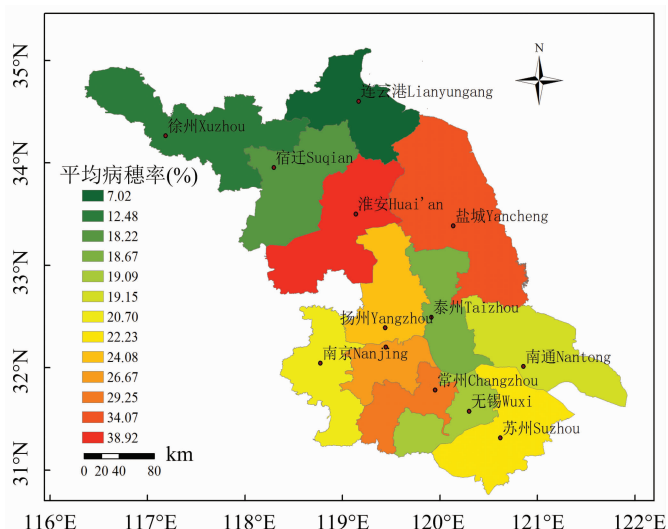 N
35°N
34°N
33°N
32°N
31°N
连云港Lianyungang
徐州Xuzhou
宿迁Suqian
淮安Huai'an
盐城Yancheng
泰州Taizhou
扬州Yangzhou
南京Nanjing
南通Nantong
常州Changzhou
无锡Wuxi
苏州Suzhou
平均病穗率(%)
7.02
12.48
18.22
18.67
19.09
19.15
20.70
22.23
24.08
26.67
29.25
34.07
38.92
km
0 20 40 80
116°E 117°E 118°E 119°E 120°E 121°E 122°E